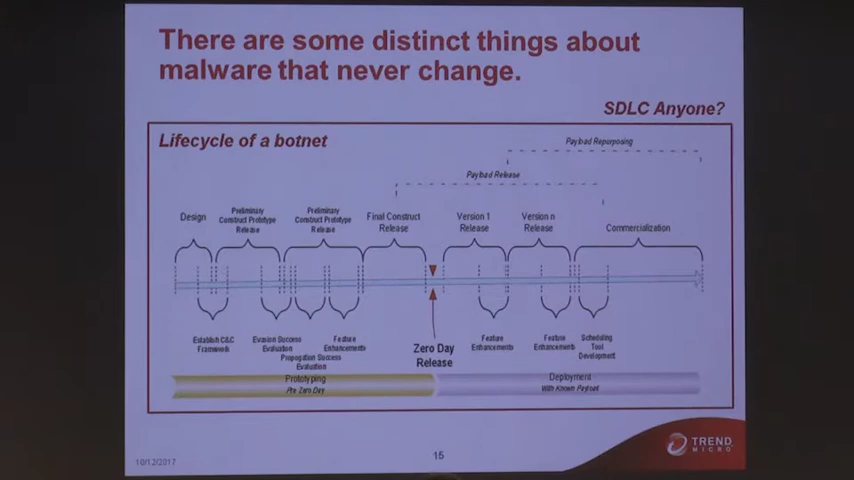 There are some distinct things about
malware that never change.
SDLC Anyone?
Lifecycle of a botnet
Payload Repurposing
Payload Release
Design
Preliminary
Construct Prototype
Release
Preliminary
Construct Prototype
Release
Final Construct
Release
Version 1
Release
Version n
Release
Commercialization
Establish C&C
Framework
Evasion Success
Evaluation
Propogation Success
Evaluation
Feature
Enhancements
Zero Day
Release
Feature
Enhancements
Feature
Enhancements
Scheduling
Tool
Development
Prototyping
Pre Zero Day
Deployment
With Known Payload
10/12/2017
15
TREND
MICRO